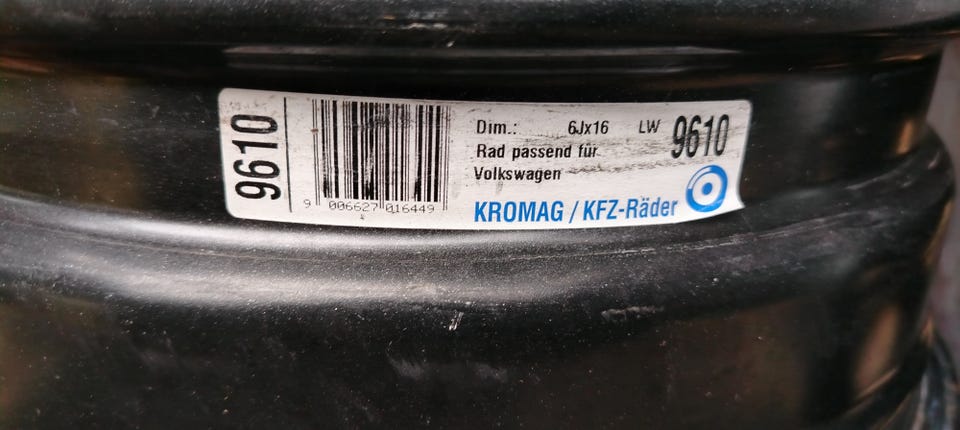 9610
9 006627 016449
Dim.: 6Jx16 LW 9610
Rad passend für
Volkswagen
KROMAG / KFZ-Räder